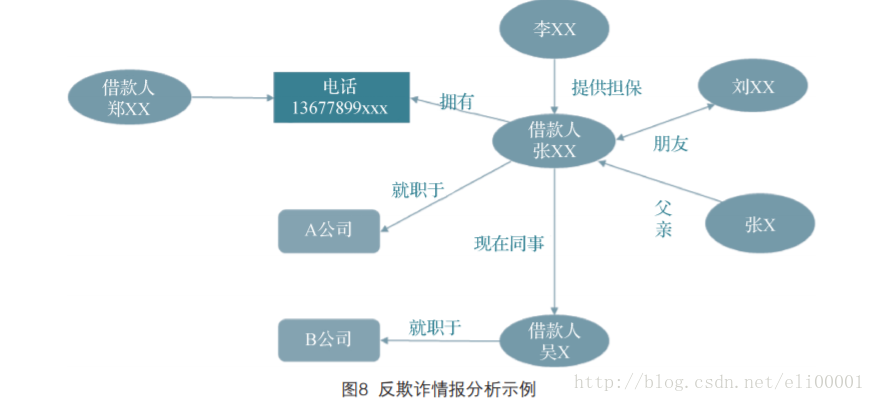 李XX
提供担保
借款人
郑XX
电话
13677899xxx
拥有
刘XX
借款人
张XX
朋友
就职于
父
亲
A公司
张X
现在同事
就职于
B公司
借款人
吴X
图8 反欺诈情报分析示例
http://blog.csdn.net/eli00001